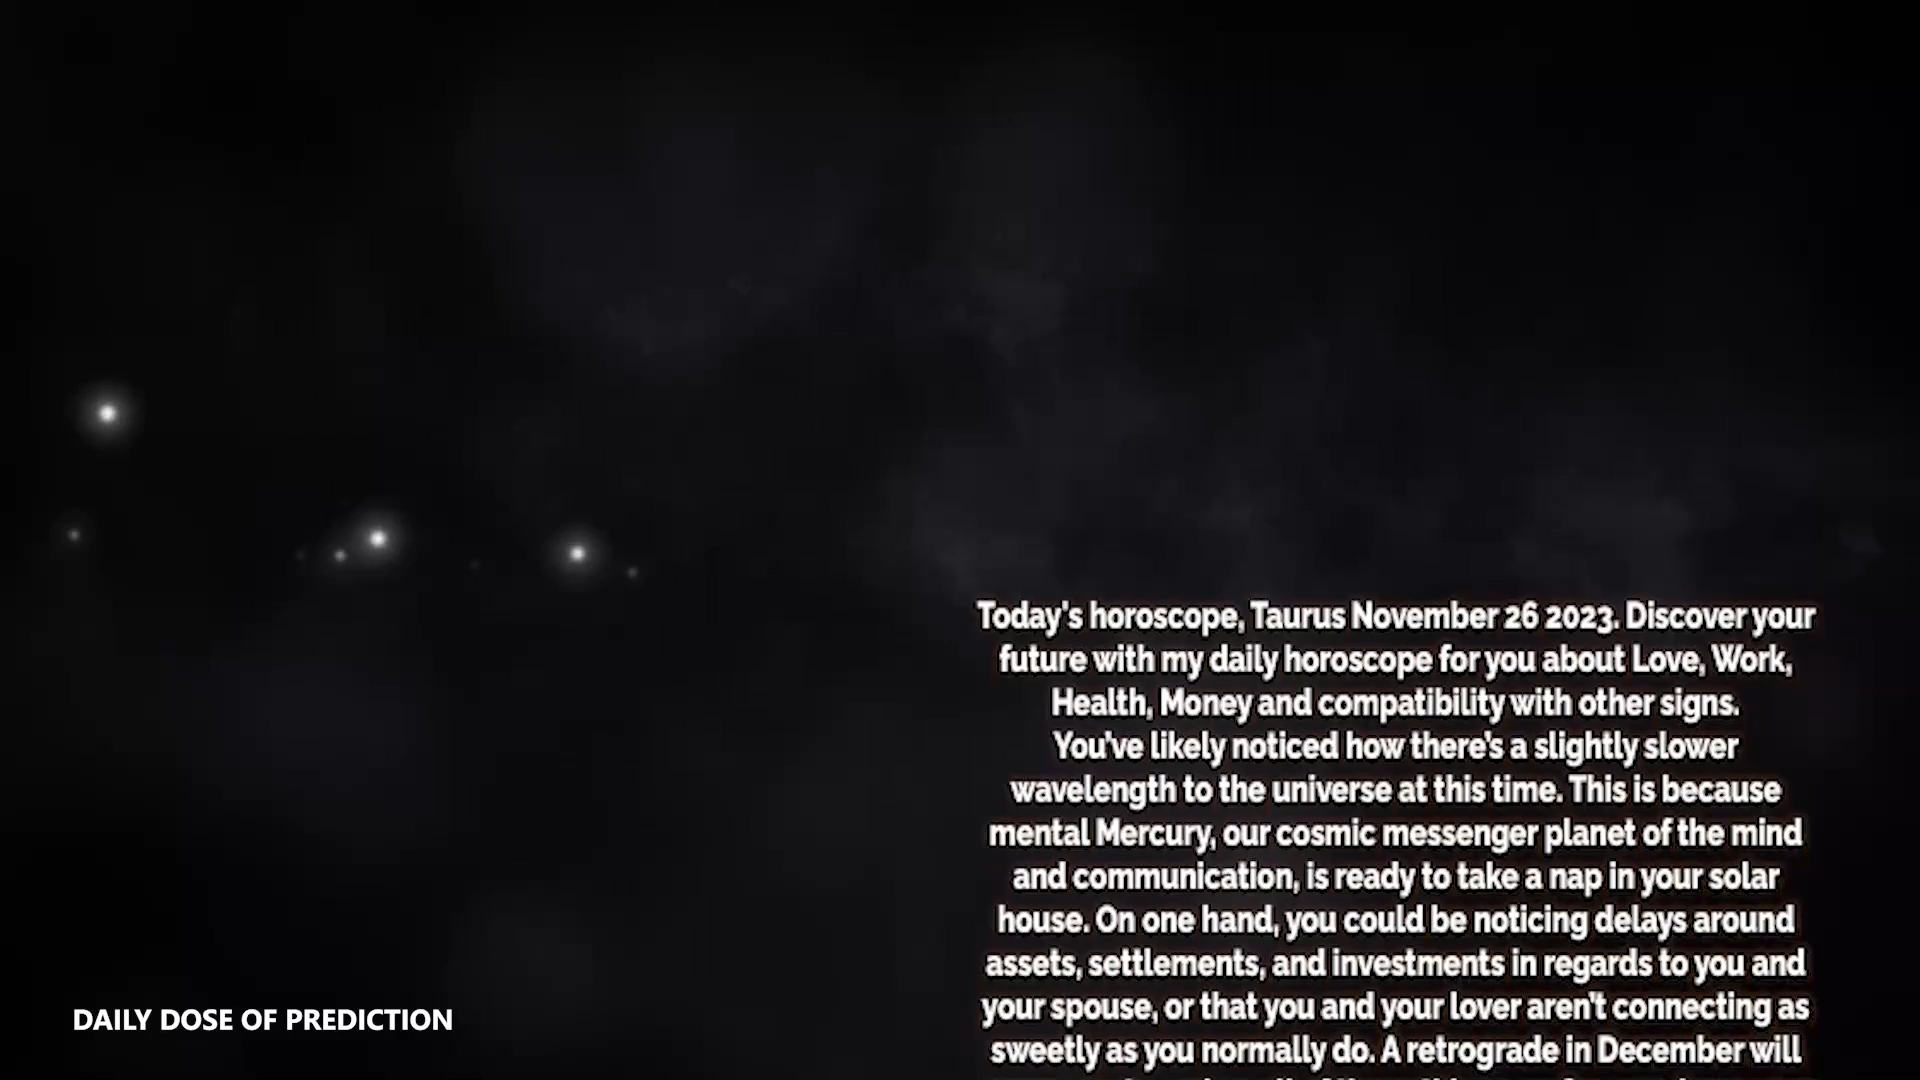 Today's horoscope, Taurus November 26 2023. Discover your
future with my daily horoscope for you about Love, Work,
Health, Money and compatibility with other signs.
You've likely noticed how there's a slightly slower
wavelength to the universe at this time. This is because
mental Mercury, our cosmic messenger planet of the mind
and communication, is ready to take a nap in your solar
house. On one hand, you could be noticing delays around
assets, settlements, and investments in regards to you and
your spouse, or that you and your lover aren't connecting as
sweetly as you normally do. A retrograde in December will
DAILY DOSE OF PREDICTION